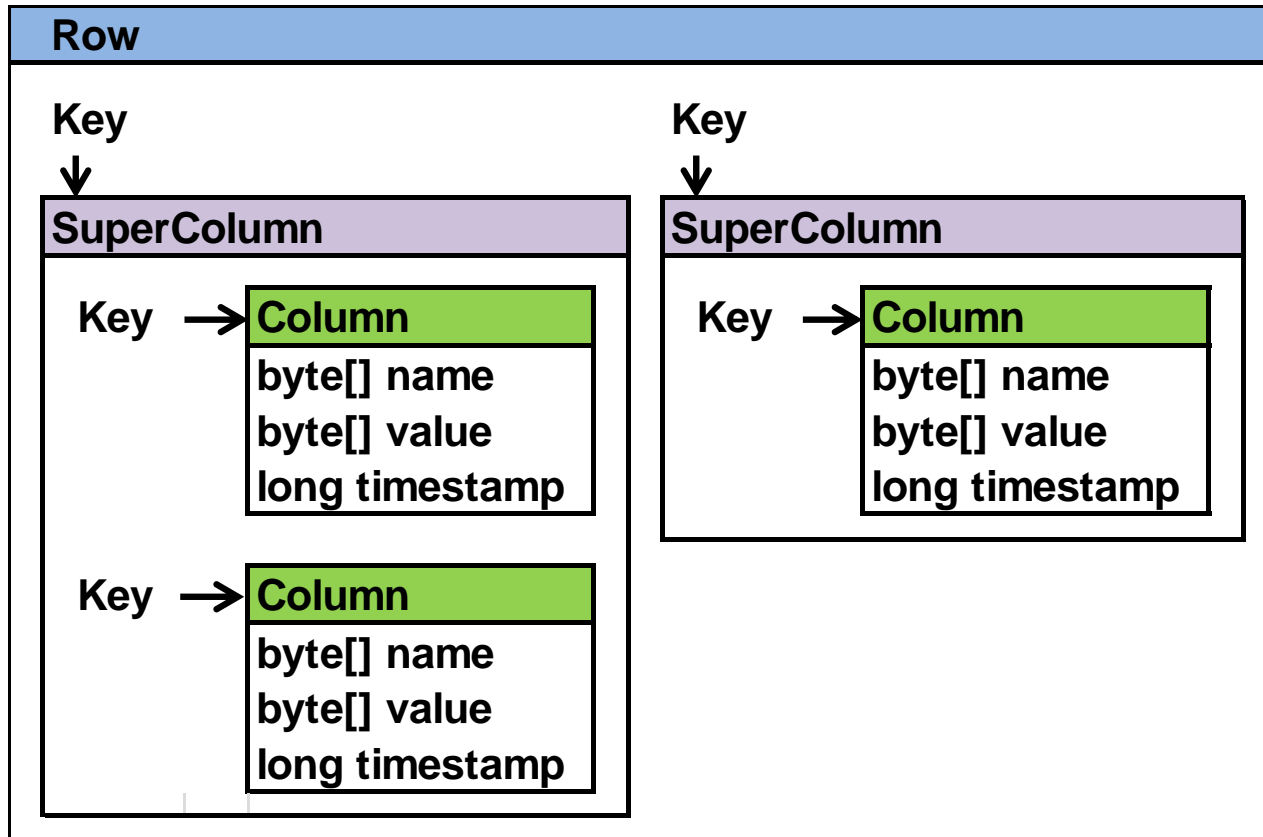 Row
Key
SuperColumn
Key
Column
byte[] name
byte[] value
long timestamp
Key
Column
byte[] name
byte[] value
long timestamp
Key
SuperColumn
Key
Column
byte[] name
byte[] value
long timestamp